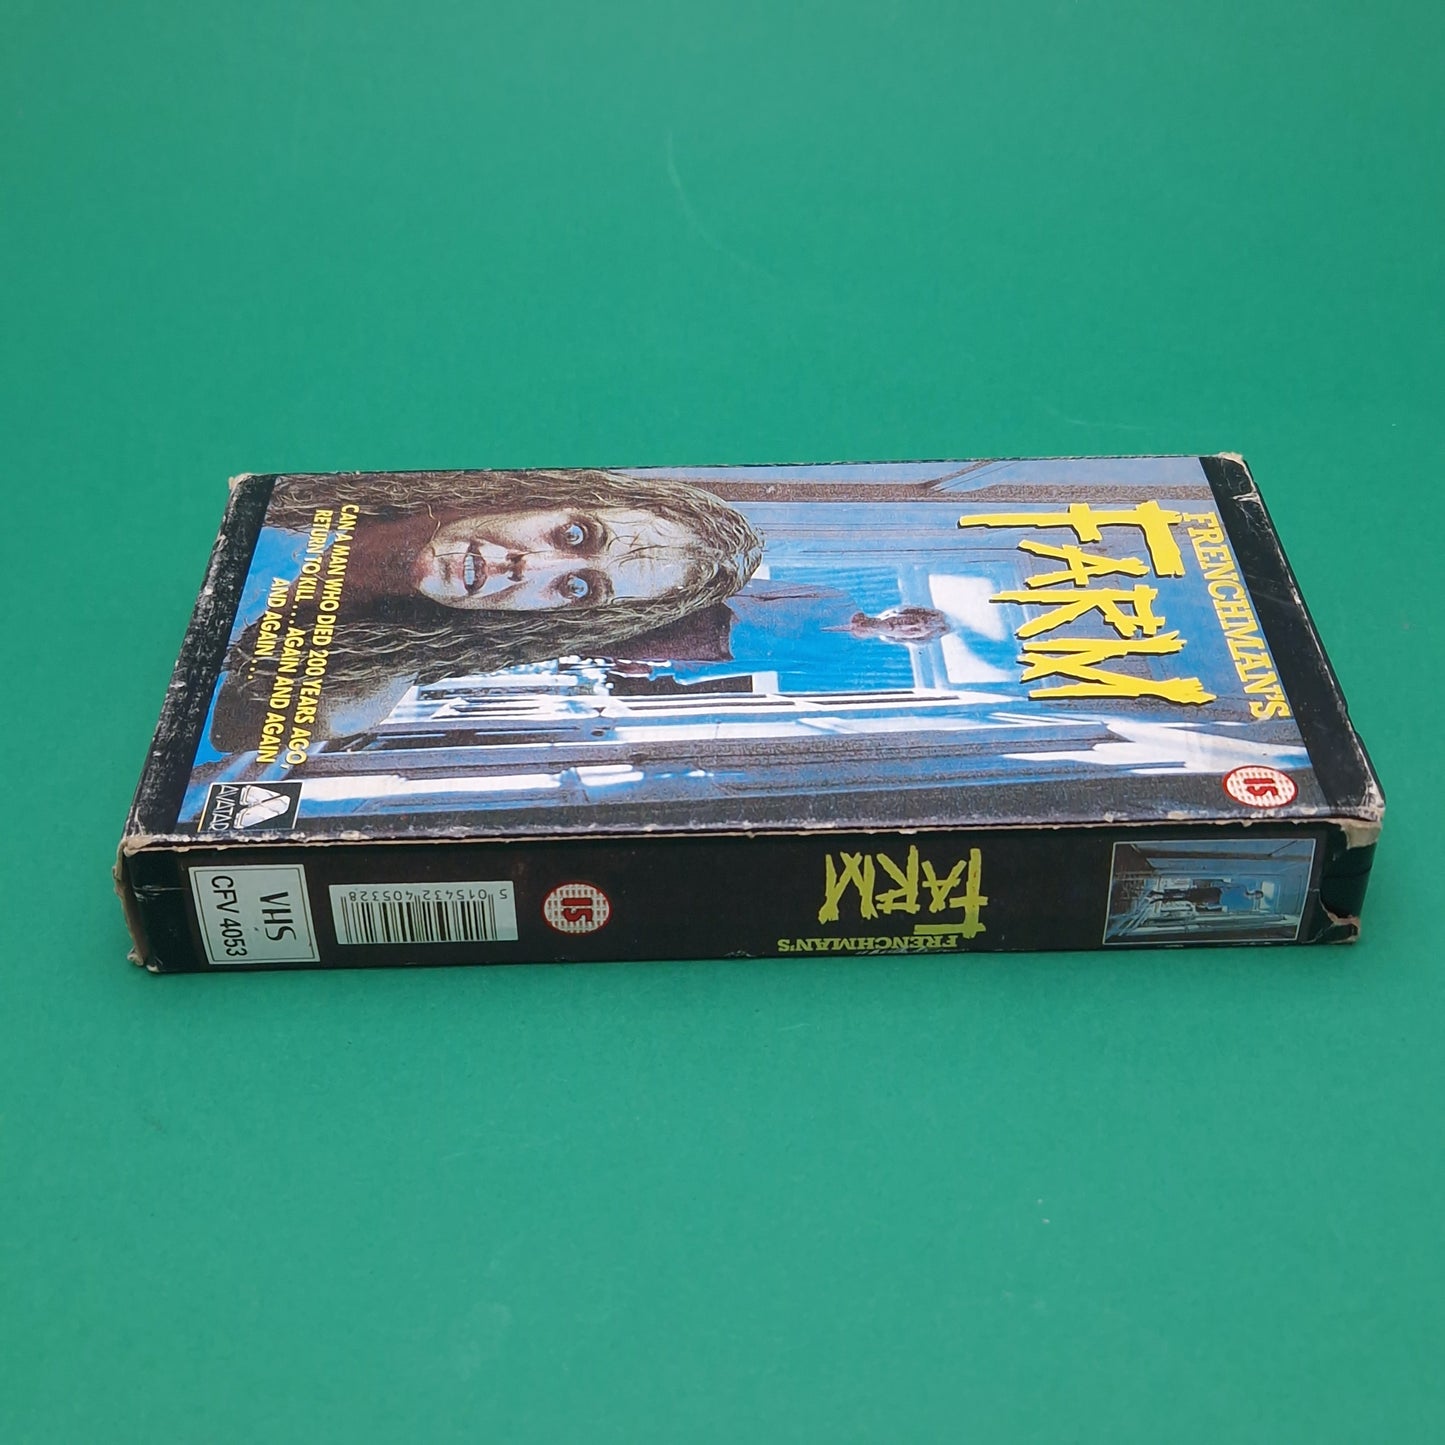 FRENCHMAN'S
FARM
15
CAN A MAN WHO DIED 200 YEARS AGO,
RETURN TO KILL . . . AGAIN AND AGAIN
AND AGAIN . . . .
AVATAR
FRENCHMAN'S
FARM
15
5 015432 405328
VHS
CFV 4053